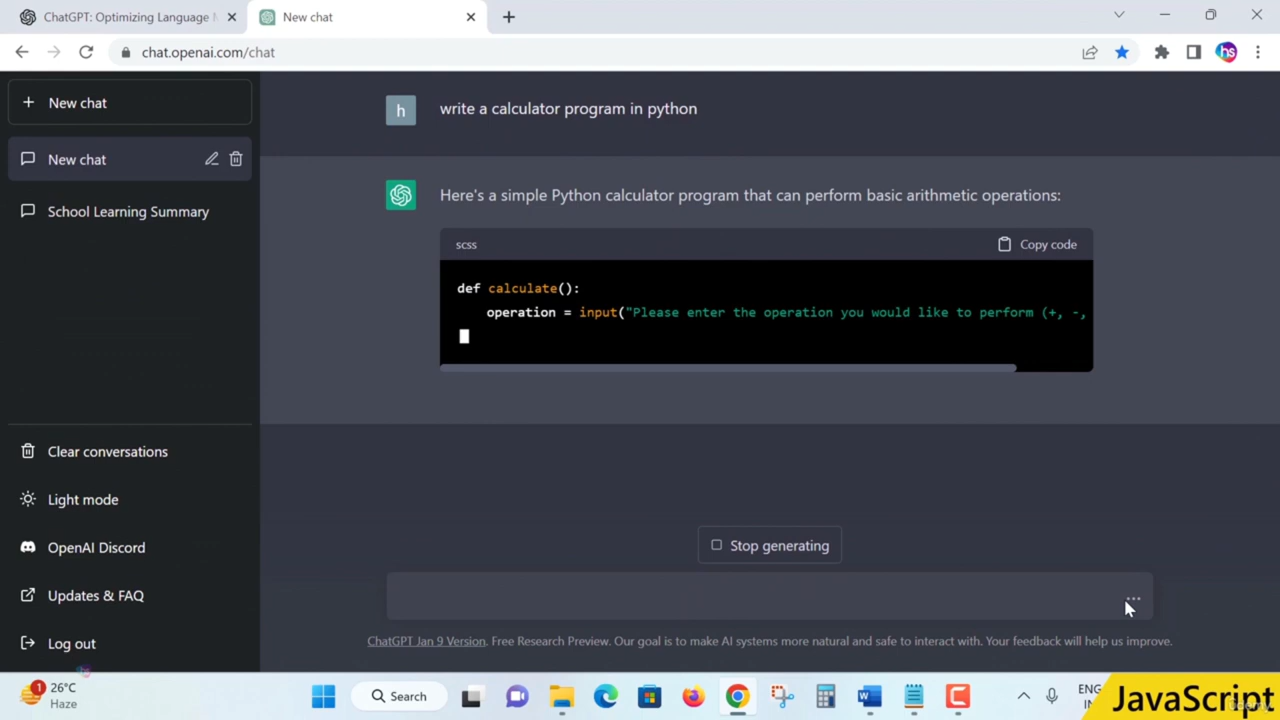 ChatGPT: Optimizing Language
New chat
chat.openai.com/chat
hs
New chat
New chat
School Learning Summary
Clear conversations
Light mode
OpenAI Discord
Updates & FAQ
Log out
h
write a calculator program in python
Here's a simple Python calculator program that can perform basic arithmetic operations:
scss
Copy code
def calculate():
operation = input("Please enter the operation you would like to perform (+, -,
Stop generating
ChatGPT Jan 9 Version. Free Research Preview. Our goal is to make AI systems more natural and safe to interact with. Your feedback will help us improve.
1
26°C
Haze
Search
ENG
JavaScript